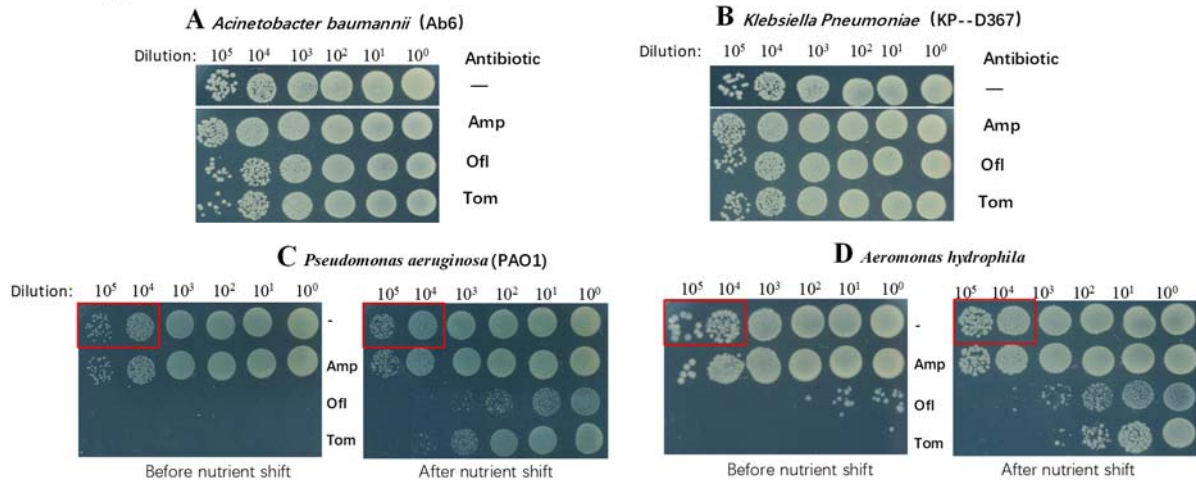 A Acinetobacter baumannii (Ab6)
Dilution: 10⁵ 10⁴ 10³ 10² 10¹ 10⁰ Antibiotic
—
Amp
Ofl
Tom
B Klebsiella Pneumoniae (KP--D367)
Dilution: 10⁵ 10⁴ 10³ 10² 10¹ 10⁰ Antibiotic
—
Amp
Ofl
Tom
C Pseudomonas aeruginosa (PAO1)
Dilution: 10⁵ 10⁴ 10³ 10² 10¹ 10⁰ 10⁵ 10⁴ 10³ 10² 10¹ 10⁰
-
Amp
Ofl
Tom
Before nutrient shift After nutrient shift
D Aeromonas hydrophila
Dilution: 10⁵ 10⁴ 10³ 10² 10¹ 10⁰ 10⁵ 10⁴ 10³ 10² 10¹ 10⁰
-
Amp
Ofl
Tom
Before nutrient shift After nutrient shift